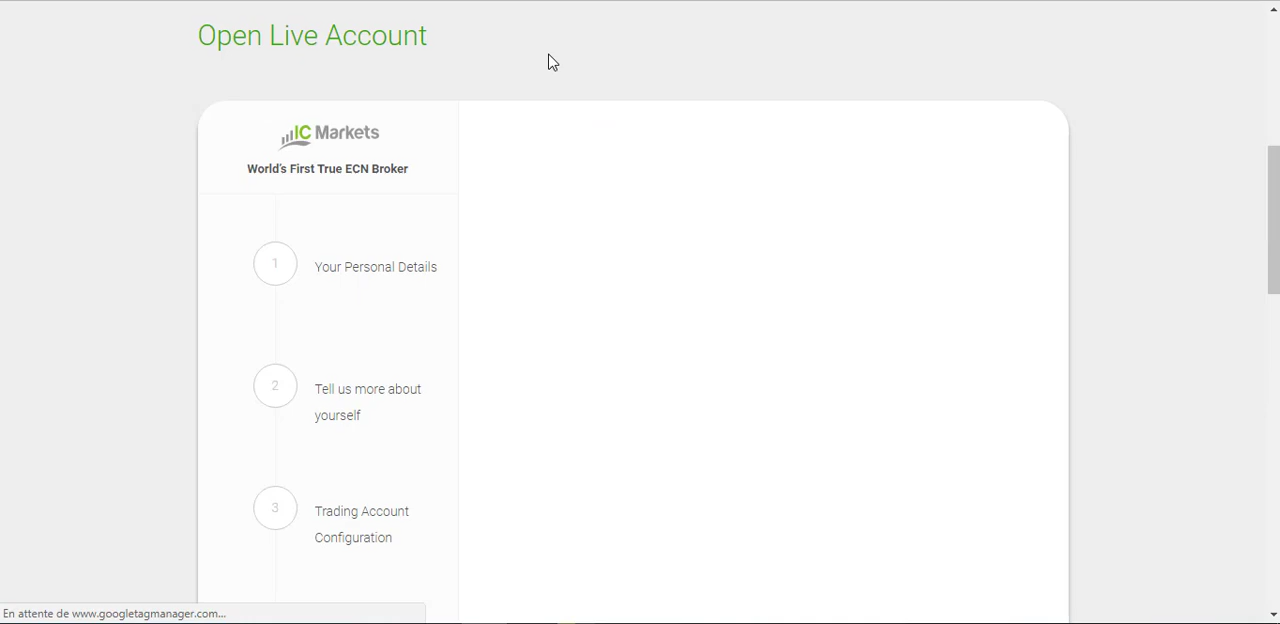 Open Live Account
IC Markets
World's First True ECN Broker
1
Your Personal Details
2
Tell us more about
yourself
3
Trading Account
Configuration
En attente de www.googletagmanager.com...